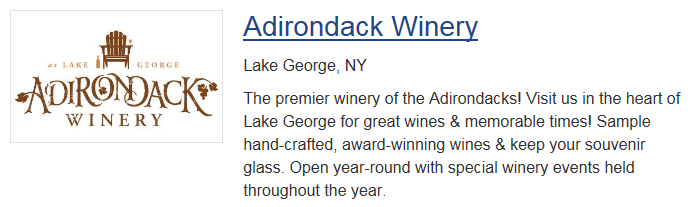 at LAKE GEORGE
ADIRONDACK
WINERY
Adirondack Winery
Lake George, NY
The premier winery of the Adirondacks! Visit us in the heart of
Lake George for great wines & memorable times! Sample
hand-crafted, award-winning wines & keep your souvenir
glass. Open year-round with special winery events held
throughout the year.